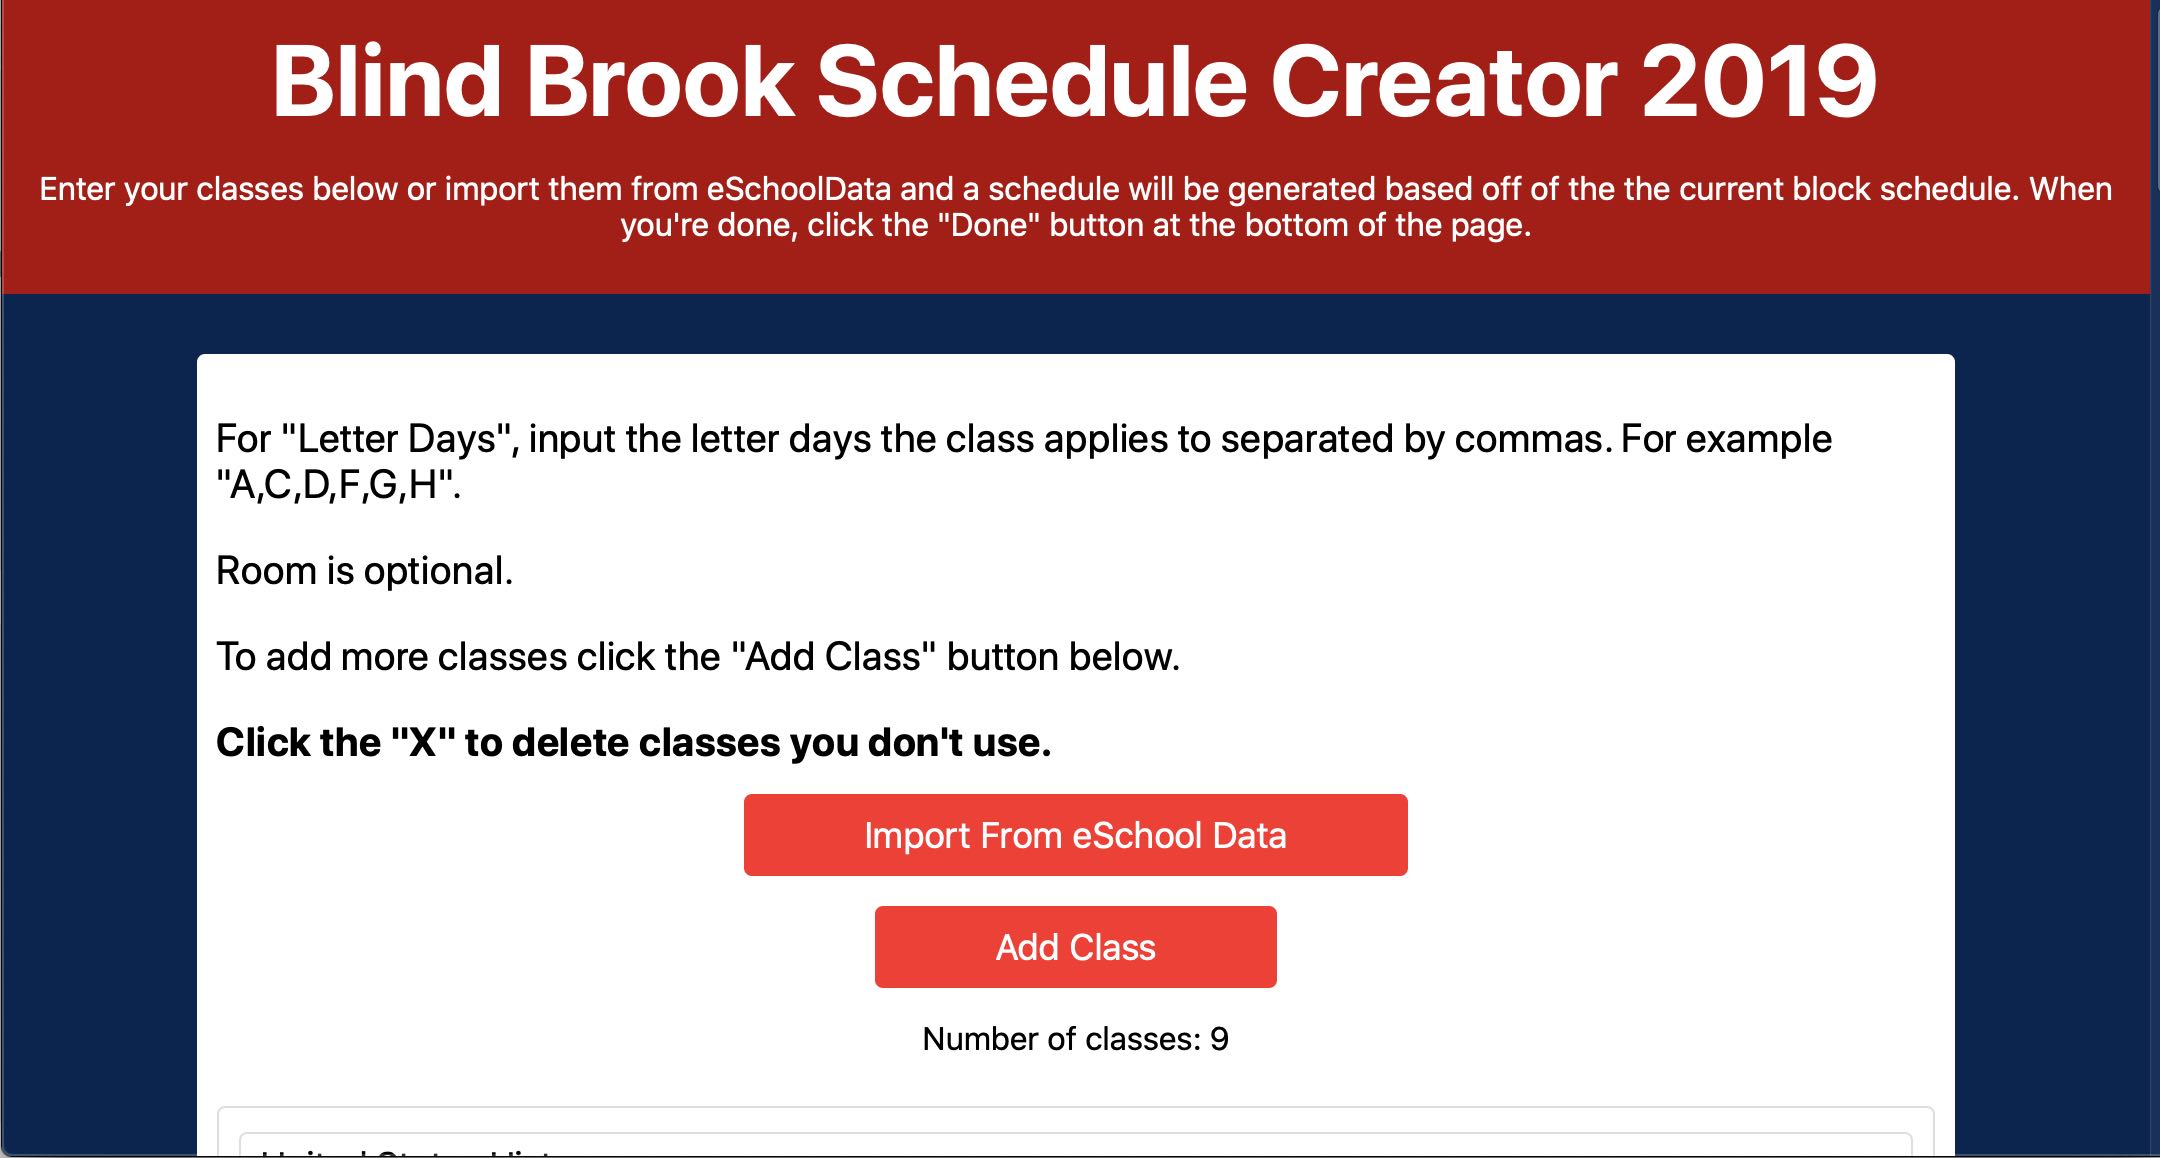 Blind Brook Schedule Creator 2019
Enter your classes below or import them from eSchoolData and a schedule will be generated based off of the the current block schedule. When
you're done, click the "Done" button at the bottom of the page.
For "Letter Days", input the letter days the class applies to separated by commas. For example
"A,C,D,F,G,H".
Room is optional.
To add more classes click the "Add Class" button below.
Click the "X" to delete classes you don't use.
Import From eSchool Data
Add Class
Number of classes: 9